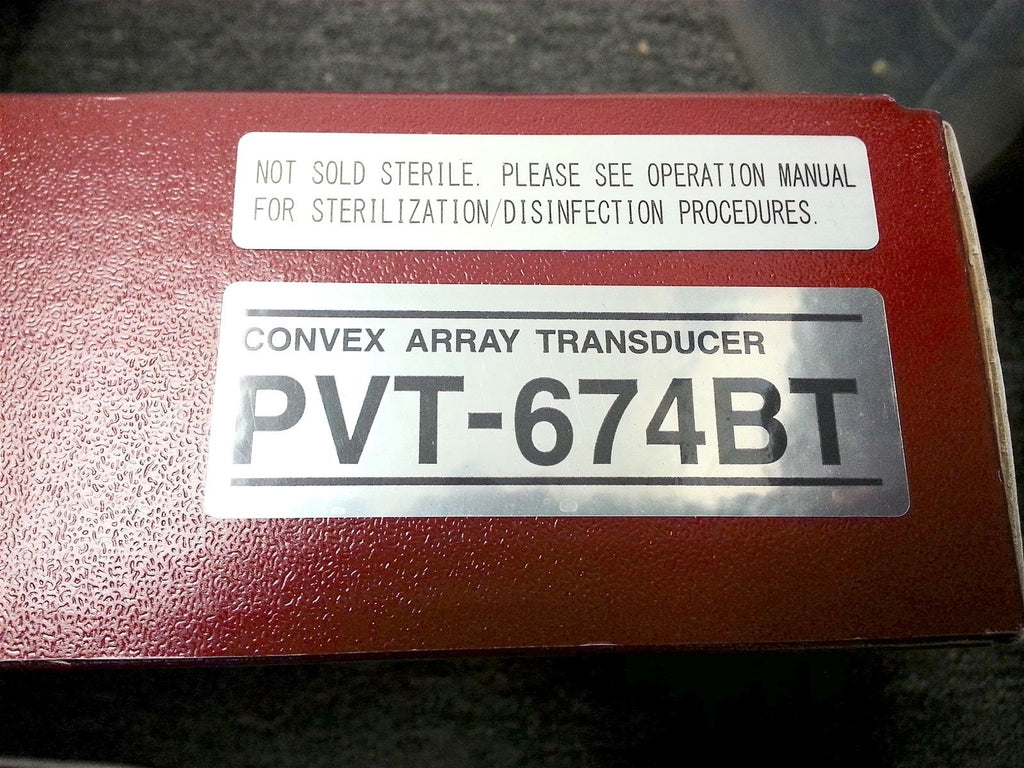 NOT SOLD STERILE. PLEASE SEE OPERATION MANUAL
FOR STERILIZATION/DISINFECTION PROCEDURES.
CONVEX ARRAY TRANSDUCER
PVT-674BT